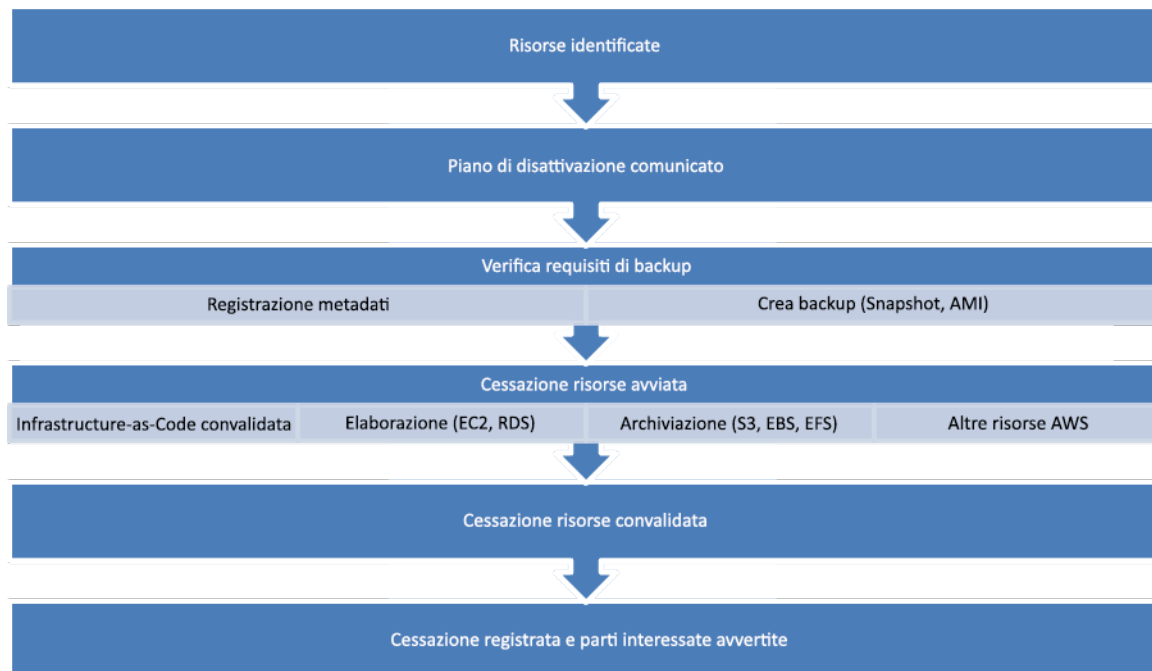 Risorse identificate
Piano di disattivazione comunicato
Verifica requisiti di backup
Registrazione metadati
Crea backup (Snapshot, AMI)
Cessazione risorse avviata
Infrastructure-as-Code convalidata
Elaborazione (EC2, RDS)
Archiviazione (S3, EBS, EFS)
Altre risorse AWS
Cessazione risorse convalidata
Cessazione registrata e parti interessate avvertite